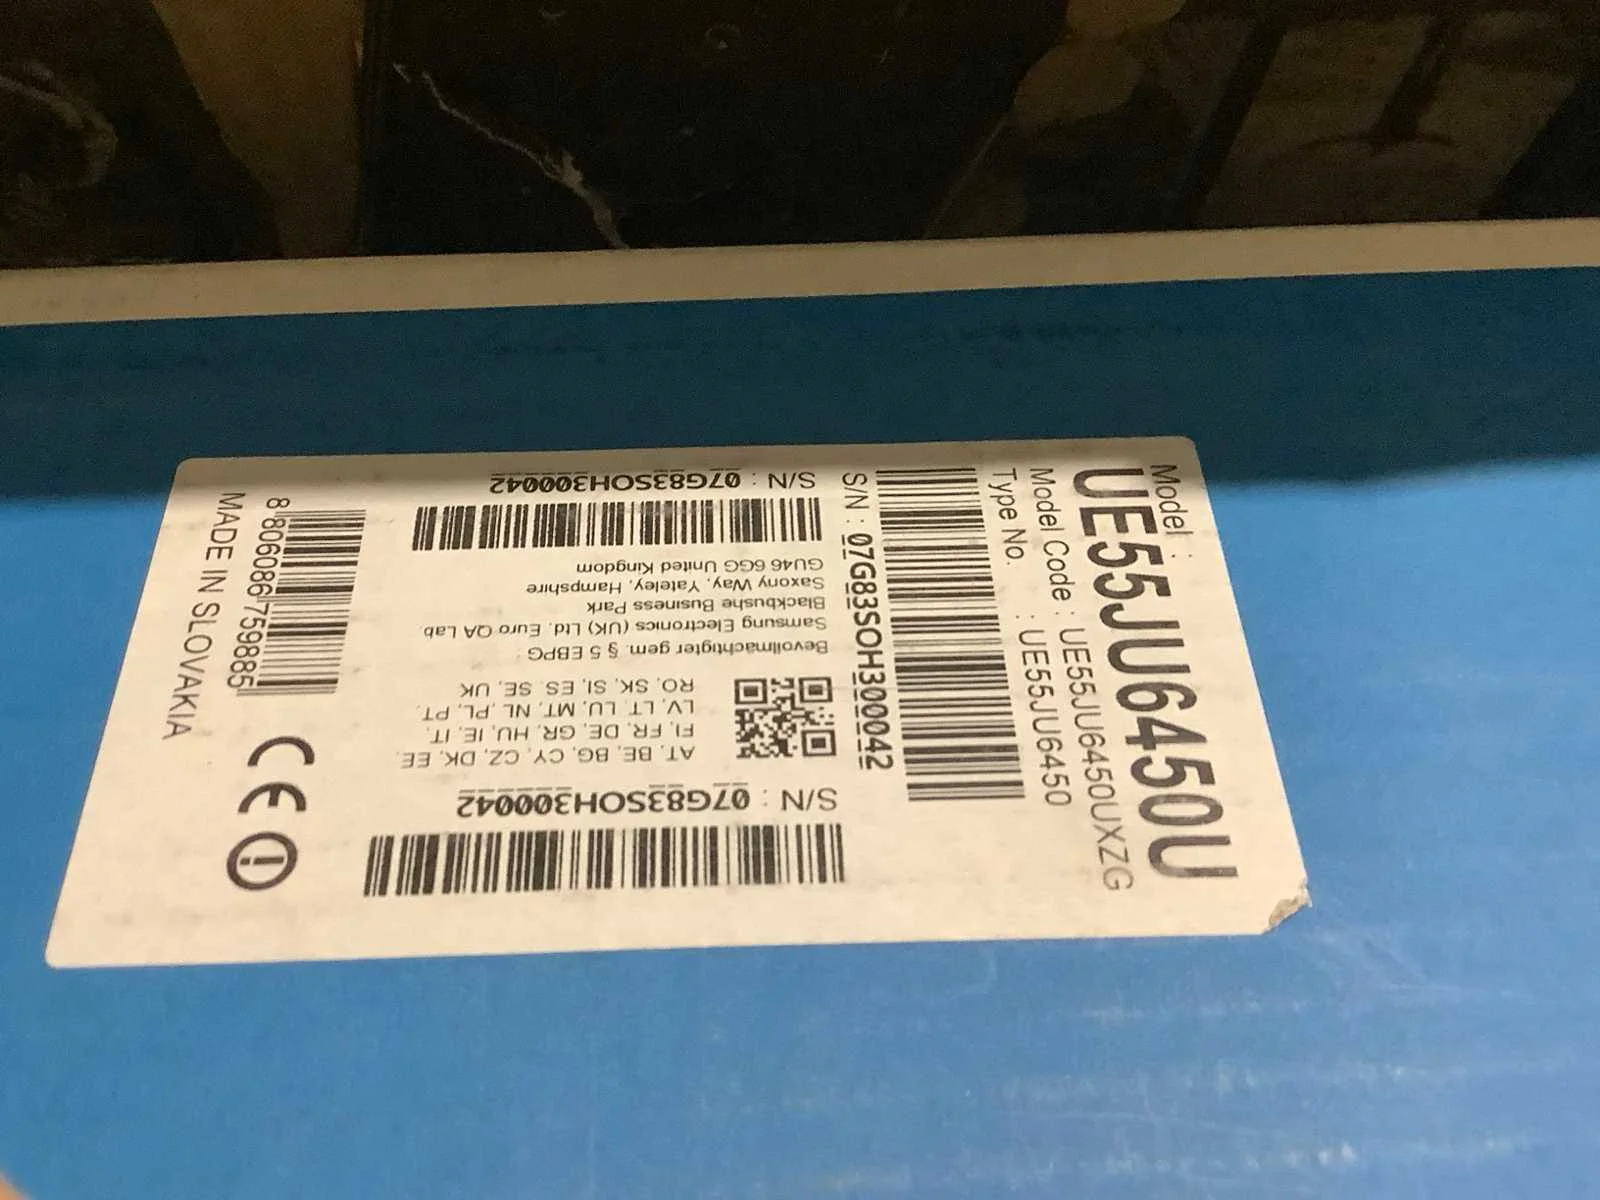 Model :
UE55JU6450U
Model Code : UE55JU6450UXZG
Type No. : UE55JU6450
S/N : 07G83SOH300042
S/N : 07G83SOH300042
AT, BE, BG, CY, CZ, DK, EE,
FI, FR, DE, GR, HU, IE, IT,
LV, LT, LU, MT, NL, PL, PT,
RO, SK, SI, ES, SE, UK
Bevollmächtigter gem. § 5 EBPG :
Samsung Electronics (UK) Ltd. Euro QA Lab.
Blackbushe Business Park
Saxony Way, Yateley, Hampshire
GU46 6GG United Kingdom
S/N : 07G83SOH300042
8 806086 759885
MADE IN SLOVAKIA
CE